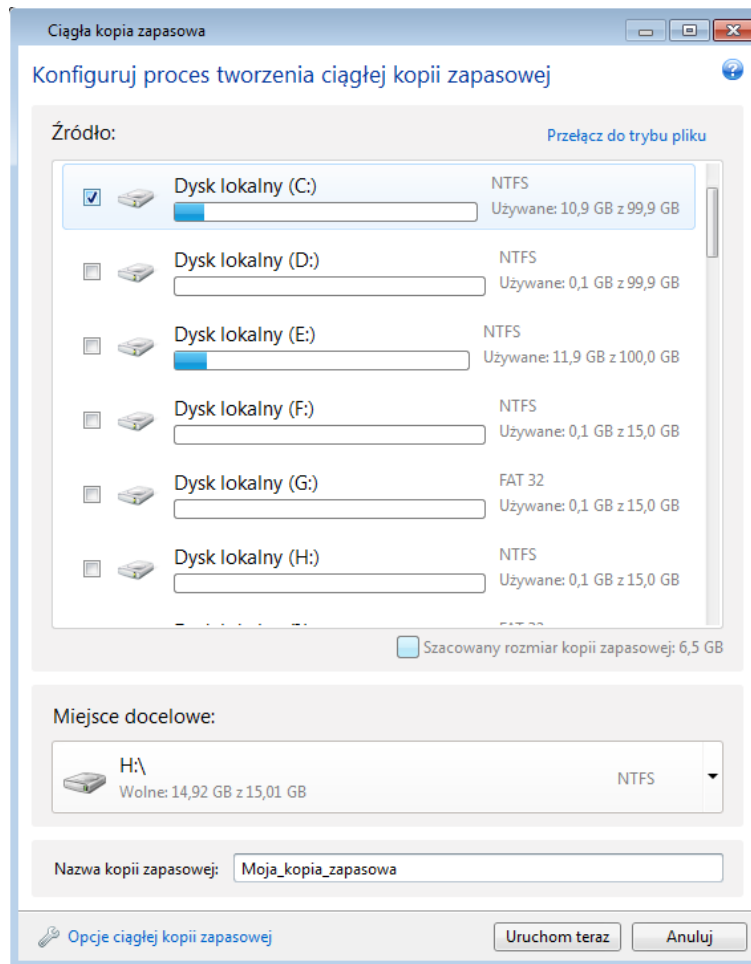 Ciągła kopia zapasowa
Konfiguruj proces tworzenia ciągłej kopii zapasowej
Źródło:
Przełącz do trybu pliku
Dysk lokalny (C:)
NTFS
Używane: 10,9 GB z 99,9 GB
Dysk lokalny (D:)
NTFS
Używane: 0,1 GB z 99,9 GB
Dysk lokalny (E:)
NTFS
Używane: 11,9 GB z 100,0 GB
Dysk lokalny (F:)
NTFS
Używane: 0,1 GB z 15,0 GB
Dysk lokalny (G:)
FAT 32
Używane: 0,1 GB z 15,0 GB
Dysk lokalny (H:)
NTFS
Używane: 0,1 GB z 15,0 GB
Szacowany rozmiar kopii zapasowej: 6,5 GB
Miejsce docelowe:
H:\
Wolne: 14,92 GB z 15,01 GB
NTFS
Nazwa kopii zapasowej: Moja_kopia_zapasowa
Opcje ciągłej kopii zapasowej
Uruchom teraz
Anuluj